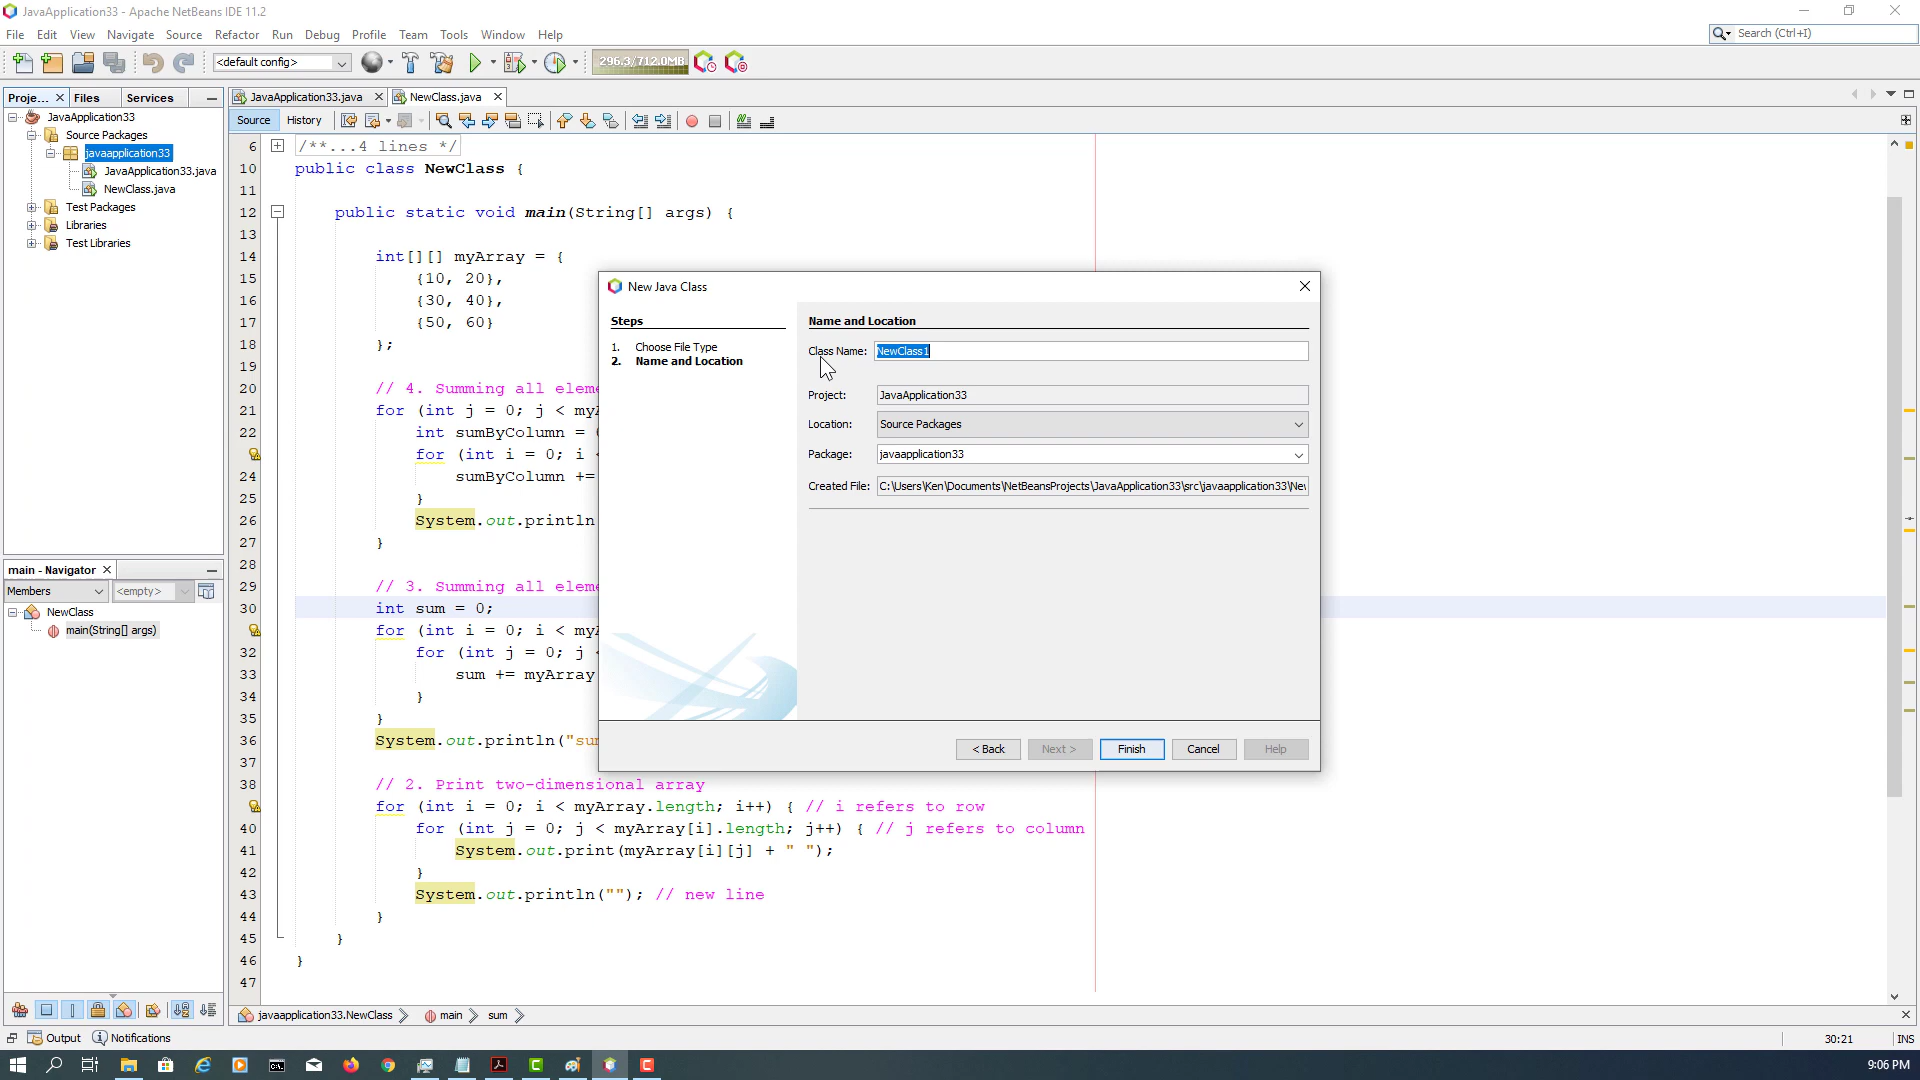 JavaApplication33 - Apache NetBeans IDE 11.2
File Edit View Navigate Source Refactor Run Debug Profile Team Tools Window Help
Search (Ctrl+I)
<default config>
296.3/712.0MB
Proje... Files Services
JavaApplication33.java NewClass.java
JavaApplication33
Source Packages
javaapplication33
JavaApplication33.java
NewClass.java
Test Packages
Libraries
Test Libraries
Source History
6 /**...4 lines */
10 public class NewClass {
11
12 public static void main(String[] args) {
13
14 int[][] myArray = {
15 {10, 20},
16 {30, 40},
17 {50, 60}
18 };
19
20 // 4. Summing all eleme
21 for (int j = 0; j < myA
22 int sumByColumn =
for (int i = 0; i <
24 sumByColumn +=
25 }
26 System.out.println
27 }
28
29 // 3. Summing all eleme
30 int sum = 0;
for (int i = 0; i < myA
32 for (int j = 0; j <
33 sum += myArray
34 }
35 }
36 System.out.println("sum
37
38 // 2. Print two-dimensional array
for (int i = 0; i < myArray.length; i++) { // i refers to row
40 for (int j = 0; j < myArray[i].length; j++) { // j refers to column
41 System.out.print(myArray[i][j] + " ");
42 }
43 System.out.println(""); // new line
44 }
45 }
46 }
47
New Java Class
Steps
1. Choose File Type
2. Name and Location
Name and Location
Class Name: NewClass1
Project: JavaApplication33
Location: Source Packages
Package: javaapplication33
Created File: C:\Users\Ken\Documents\NetBeansProjects\JavaApplication33\src\javaapplication33\Nev
< Back Next > Finish Cancel Help
main - Navigator
Members <empty>
NewClass
main(String[] args)
javaapplication33.NewClass main sum
Output Notifications
30:21 INS
9:06 PM